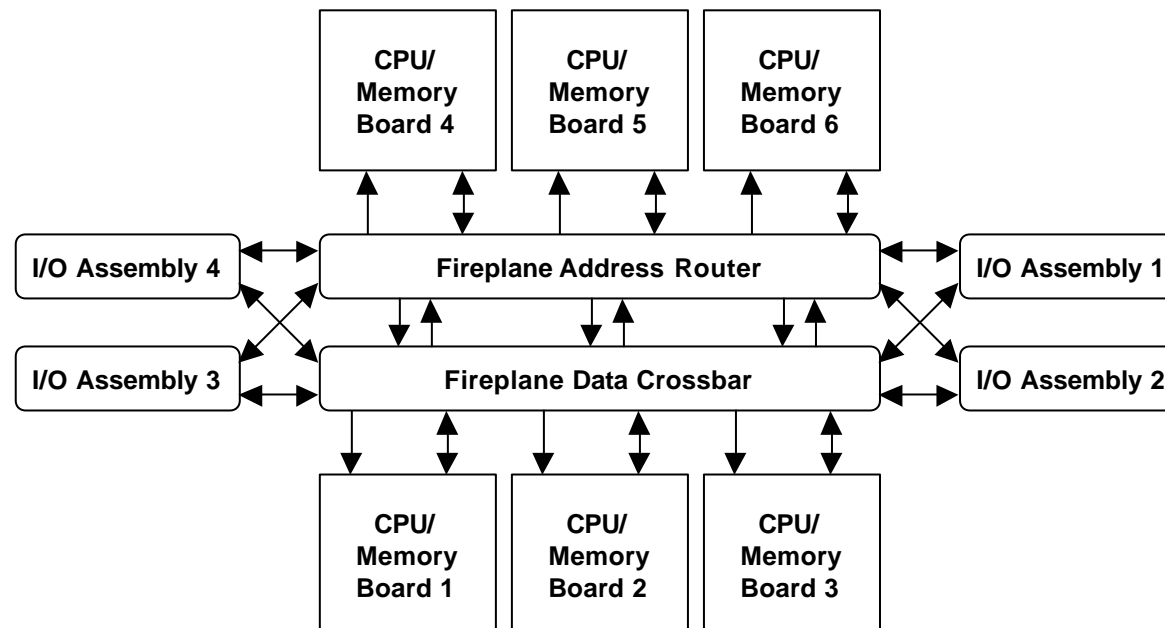 CPU/
Memory
Board 4
CPU/
Memory
Board 5
CPU/
Memory
Board 6
I/O Assembly 4
Fireplane Address Router
I/O Assembly 1
I/O Assembly 3
Fireplane Data Crossbar
I/O Assembly 2
CPU/
Memory
Board 1
CPU/
Memory
Board 2
CPU/
Memory
Board 3